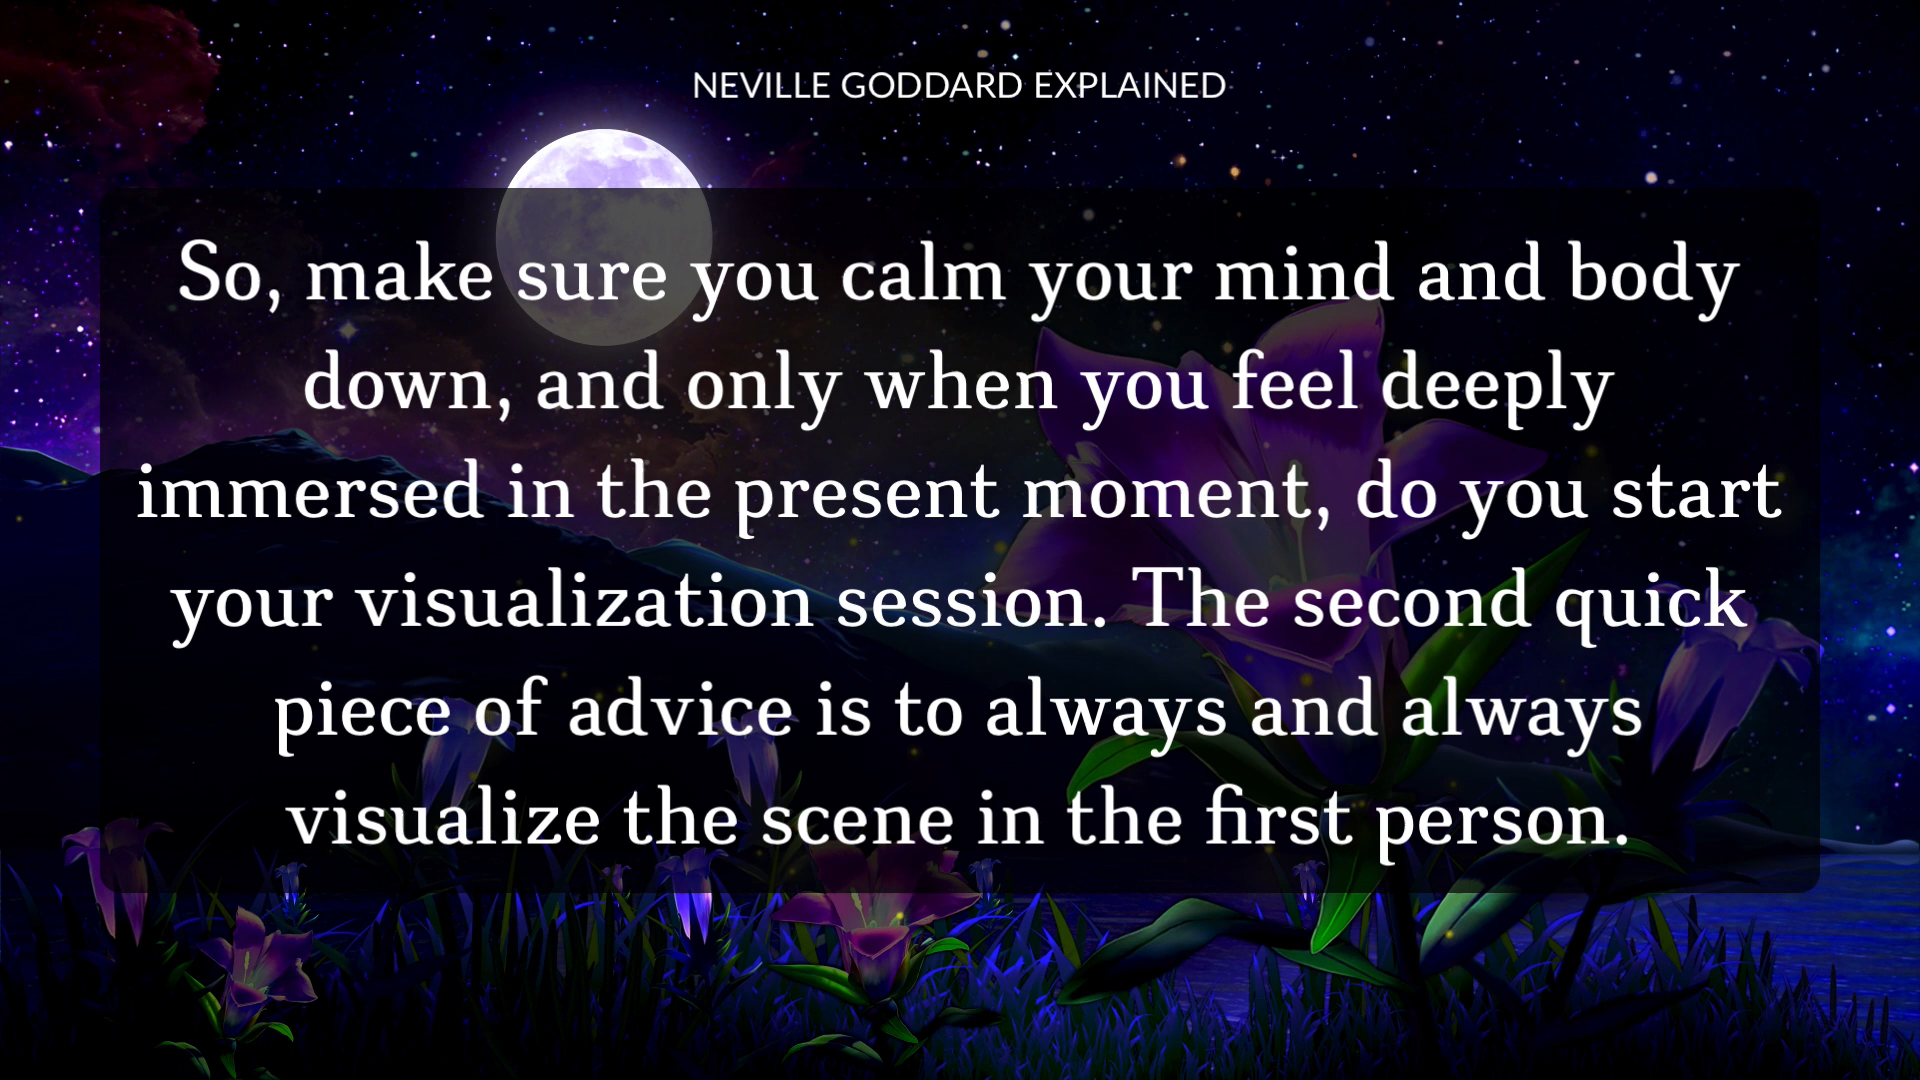 NEVILLE GODDARD EXPLAINED
So, make sure you calm your mind and body
down, and only when you feel deeply
immersed in the present moment, do you start
your visualization session. The second quick
piece of advice is to always and always
visualize the scene in the first person.